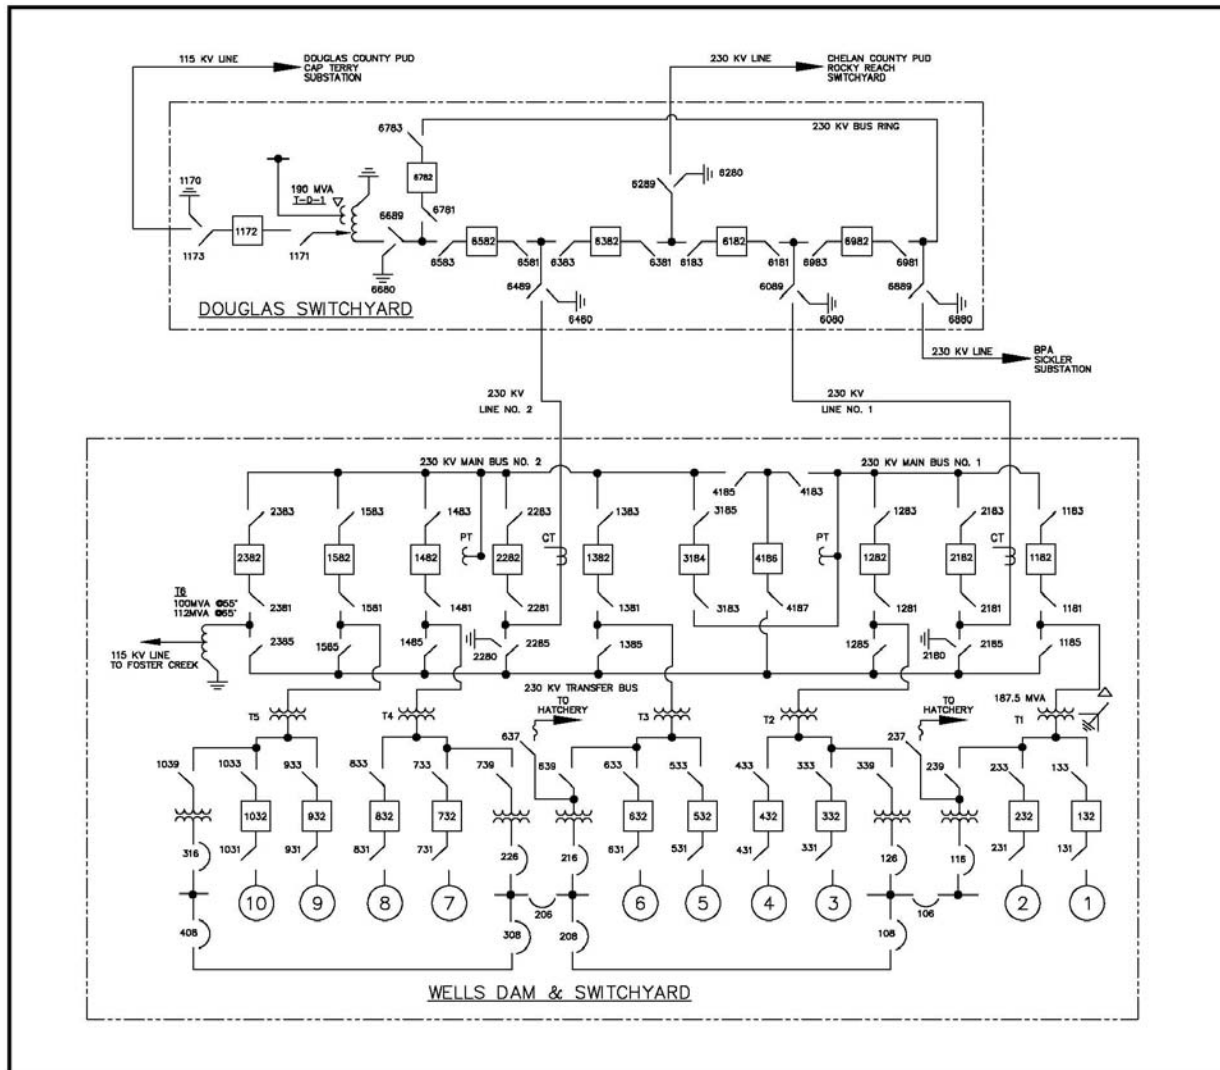 115 KV LINE
DOUGLAS COUNTY PUD
CAP TERRY
SUBSTATION
230 KV LINE
CHELAN COUNTY PUD
ROCKY REACH
SWITCHYARD
230 KV BUS RING
6783
6782
6781
1170
190 MVA
T-D-1
6289
6280
6689
1172
1173
1171
6680
6583
6582
6581
6383
6382
6381
6183
6182
6181
6983
6982
6981
6489
6480
6089
6080
6889
6880
DOUGLAS SWITCHYARD
230 KV LINE
BPA
SICKLER
SUBSTATION
230 KV
LINE NO. 2
230 KV
LINE NO. 1
230 KV MAIN BUS NO. 2
230 KV MAIN BUS NO. 1
4185
4183
2383
1583
1483
2283
1383
3185
1283
2183
1183
PT
CT
PT
CT
2382
1582
1482
2282
1382
3184
4186
1282
2182
1182
T6
100MVA @55°
112MVA @65°
2381
1581
1481
2281
1381
3183
4187
1281
2181
1181
2385
1585
1485
2280
2285
1385
1285
2180
2185
1185
115 KV LINE
TO FOSTER CREEK
230 KV TRANSFER BUS
TO
HATCHERY
TO
HATCHERY
187.5 MVA
T5
T4
T3
T2
T1
637
237
1039
1033
933
833
733
739
639
633
533
433
333
339
239
233
133
1032
932
832
732
632
532
432
332
232
132
316
1031
931
831
731
226
216
631
531
431
331
126
116
231
131
10
9
8
7
6
5
4
3
2
1
206
106
408
308
208
108
WELLS DAM & SWITCHYARD